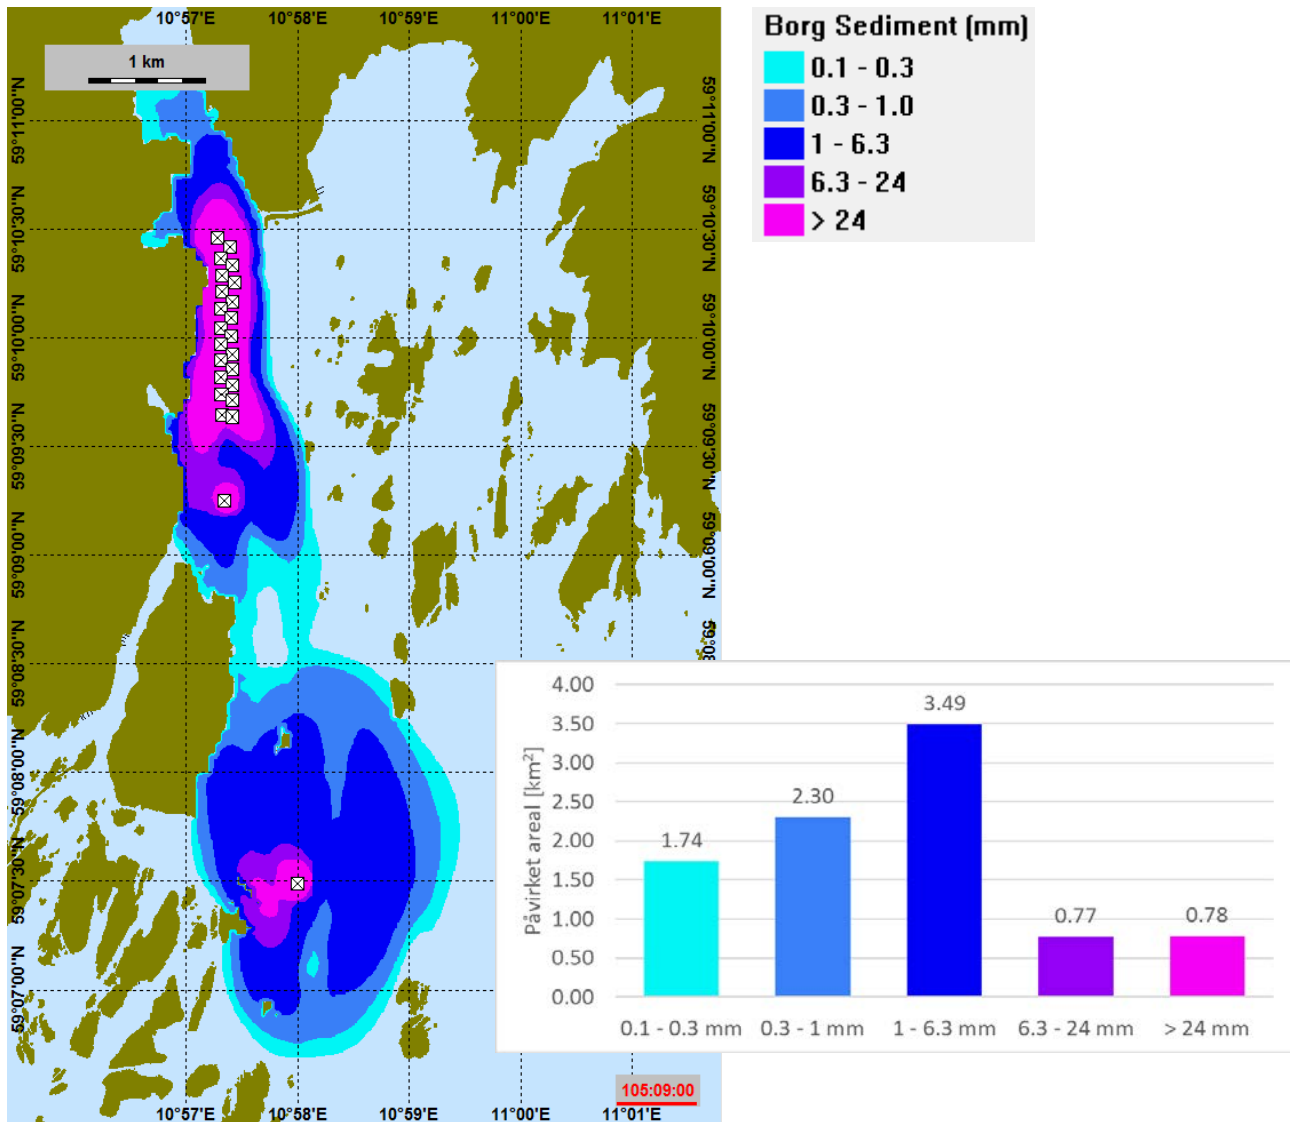 10°57'E 10°58'E 10°59'E 11°00'E 11°01'E
1 km
59°11'00"N
59°10'30"N
59°10'00"N
59°09'30"N
59°09'00"N
59°08'30"N
59°08'00"N
59°07'30"N
59°07'00"N
59°11'00"N
59°10'30"N
59°10'00"N
59°09'30"N
59°09'00"N
10°57'E 10°58'E 10°59'E 11°00'E 11°01'E
105:09:00
Borg Sediment (mm)
0.1 - 0.3
0.3 - 1.0
1 - 6.3
6.3 - 24
> 24
Påvirket areal [km²]
4.00
3.50
3.00
2.50
2.00
1.50
1.00
0.50
0.00
1.74
2.30
3.49
0.77
0.78
0.1 - 0.3 mm 0.3 - 1 mm 1 - 6.3 mm 6.3 - 24 mm > 24 mm